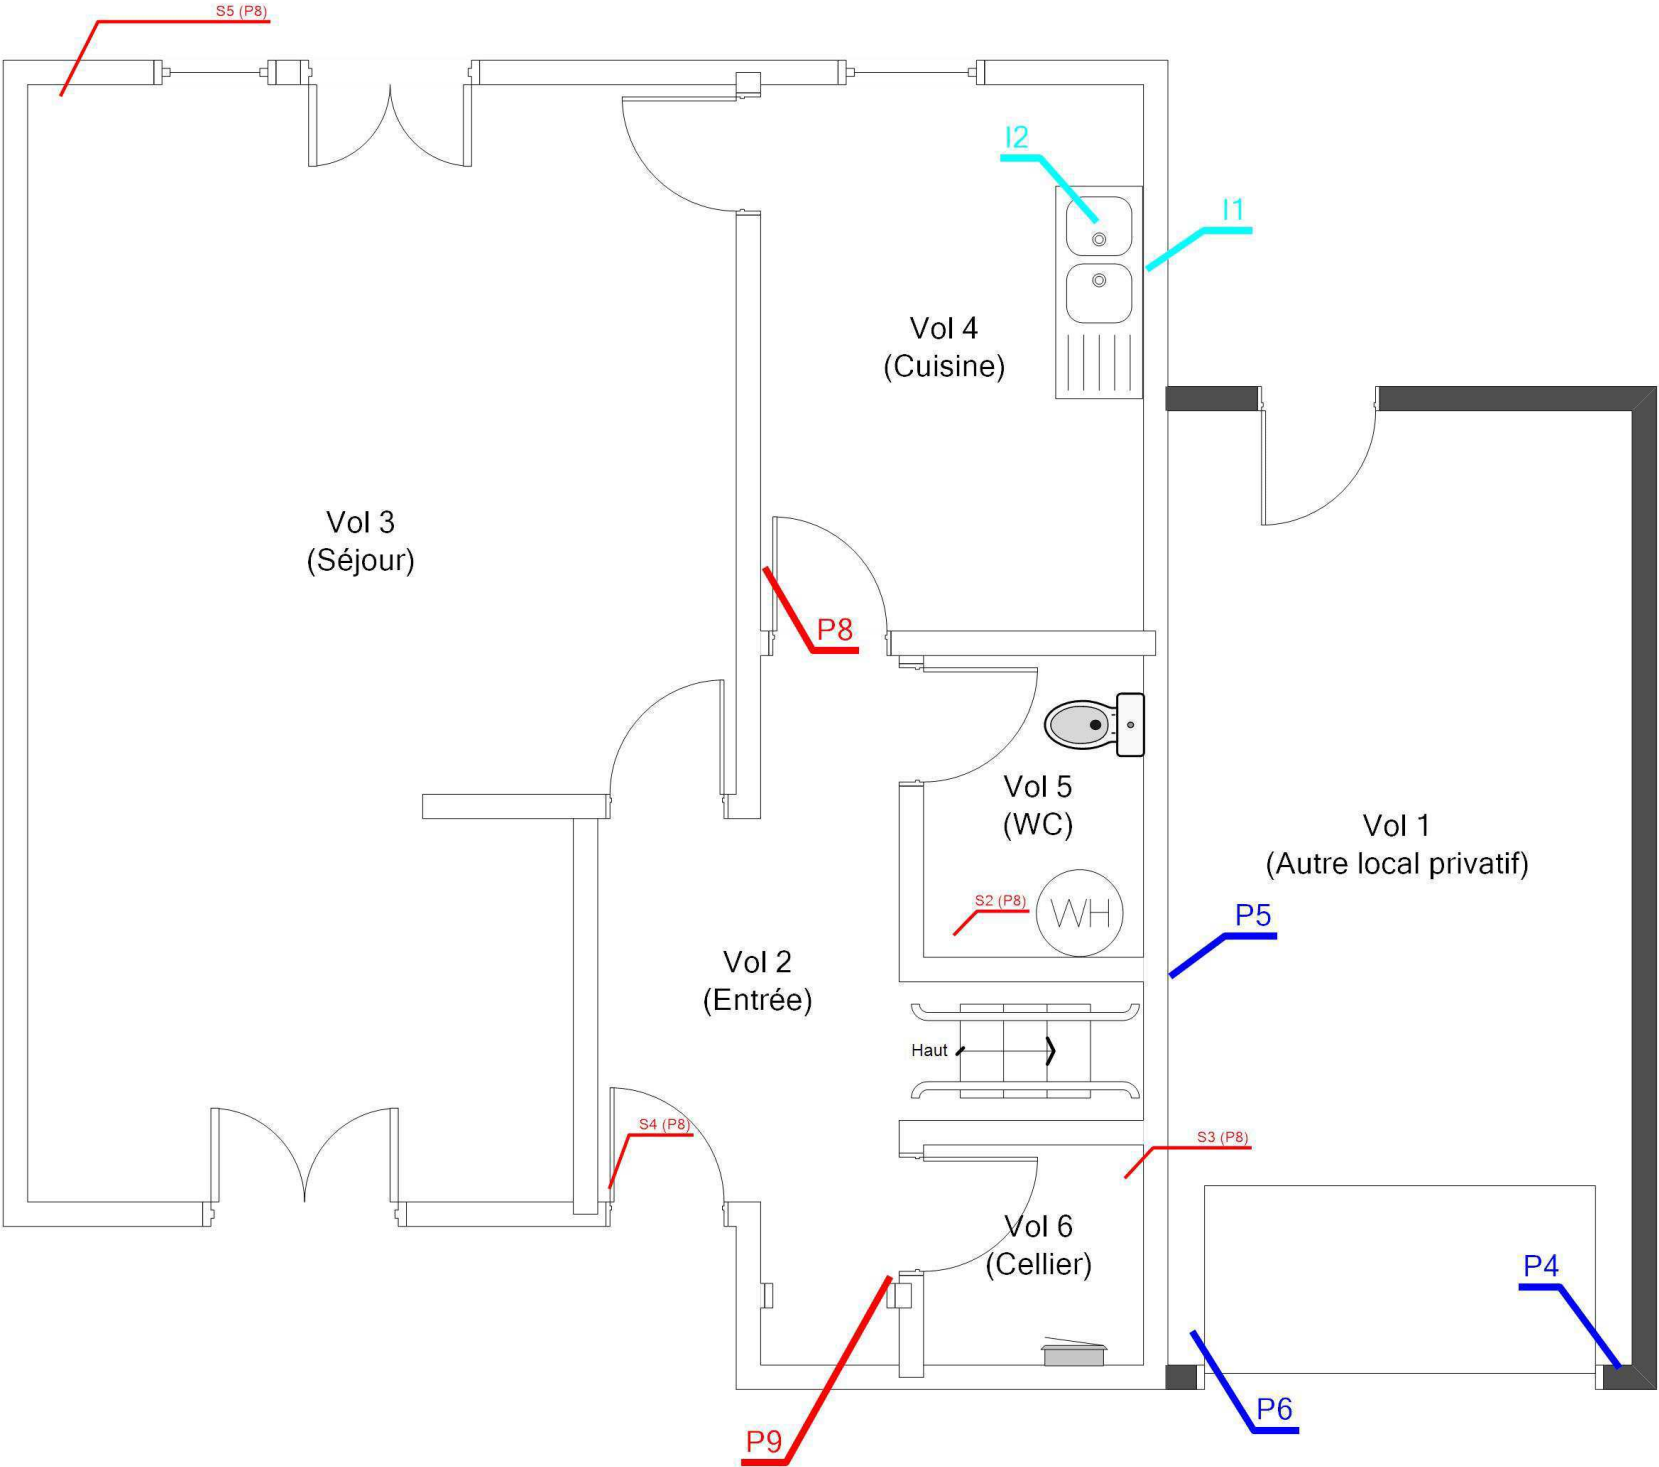 S5 (P8)
I2
I1
Vol 4
(Cuisine)
Vol 3
(Séjour)
P8
Vol 5
(WC)
Vol 1
(Autre local privatif)
S2 (P8)
WH
P5
Vol 2
(Entrée)
Haut
S4 (P8)
S3 (P8)
Vol 6
(Cellier)
P4
P6
P9